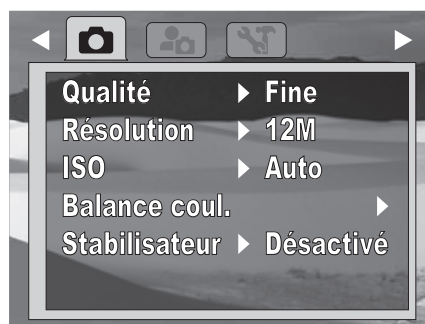 Qualité Fine
Résolution 12M
ISO Auto
Balance coul.
Stabilisateur Désactivé